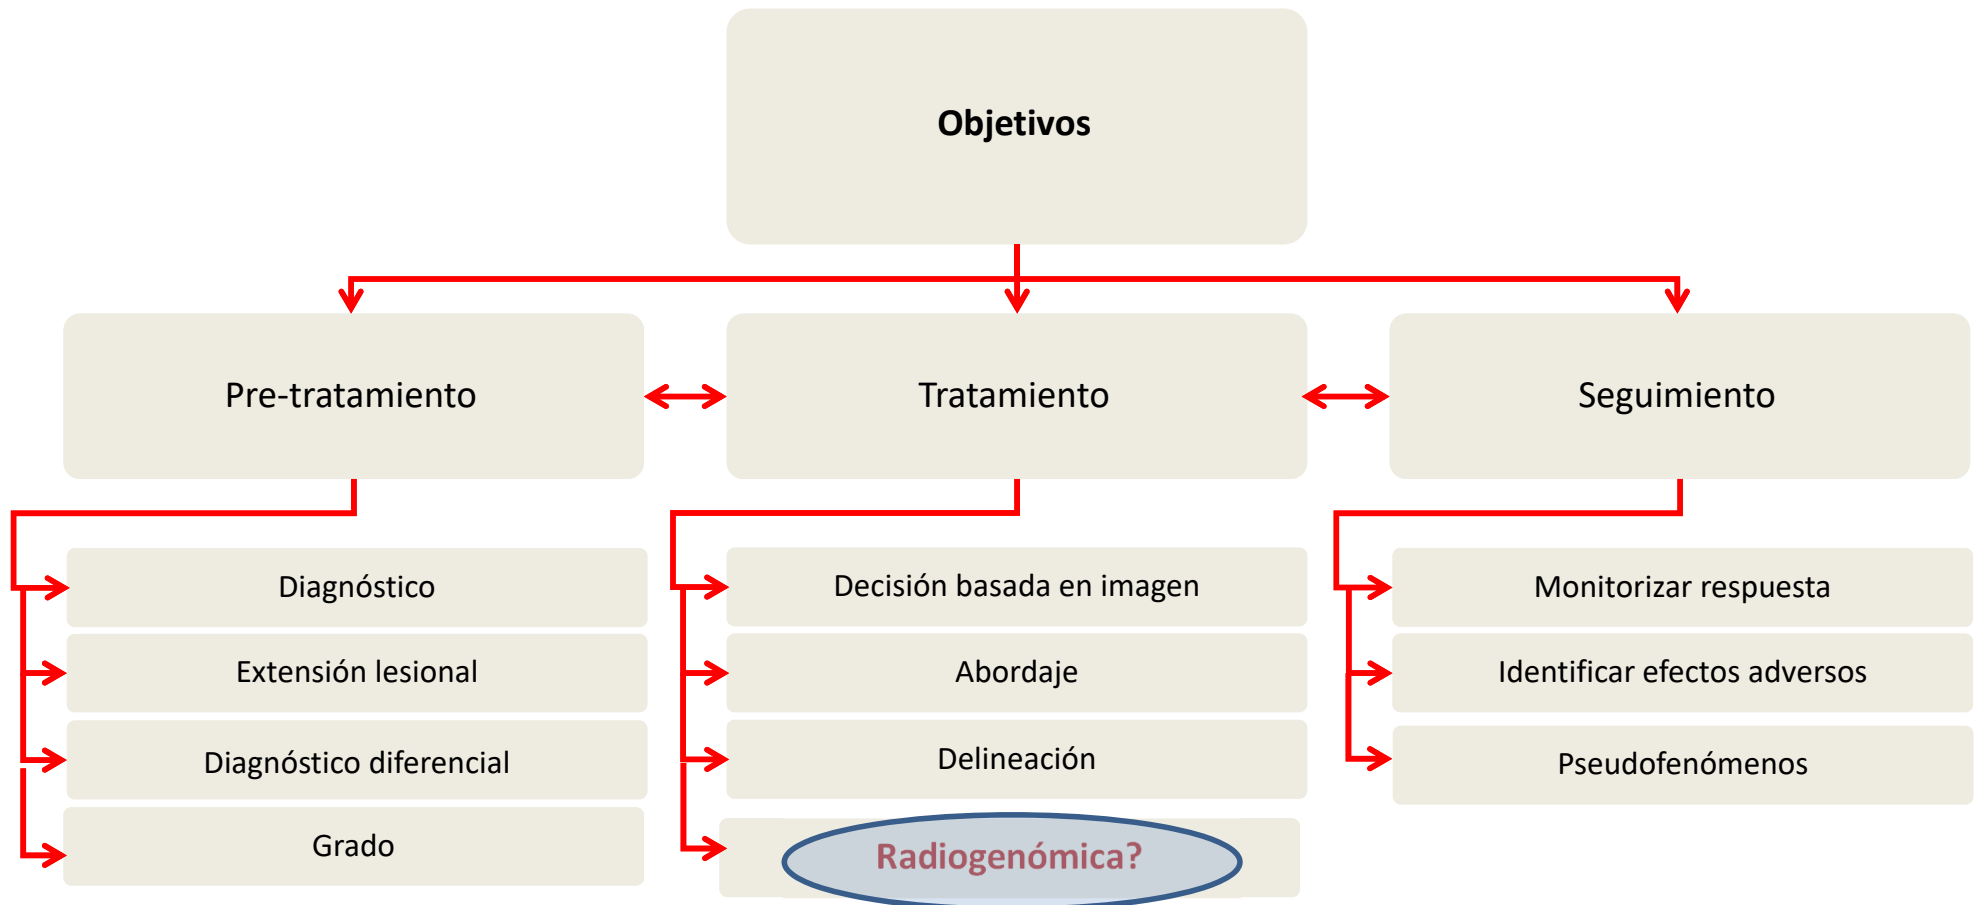 Objetivos
Pre-tratamiento
Tratamiento
Seguimiento
Diagnóstico
Extensión lesional
Diagnóstico diferencial
Grado
Decisión basada en imagen
Abordaje
Delineación
Radiogenómica?
Monitorizar respuesta
Identificar efectos adversos
Pseudofenómenos